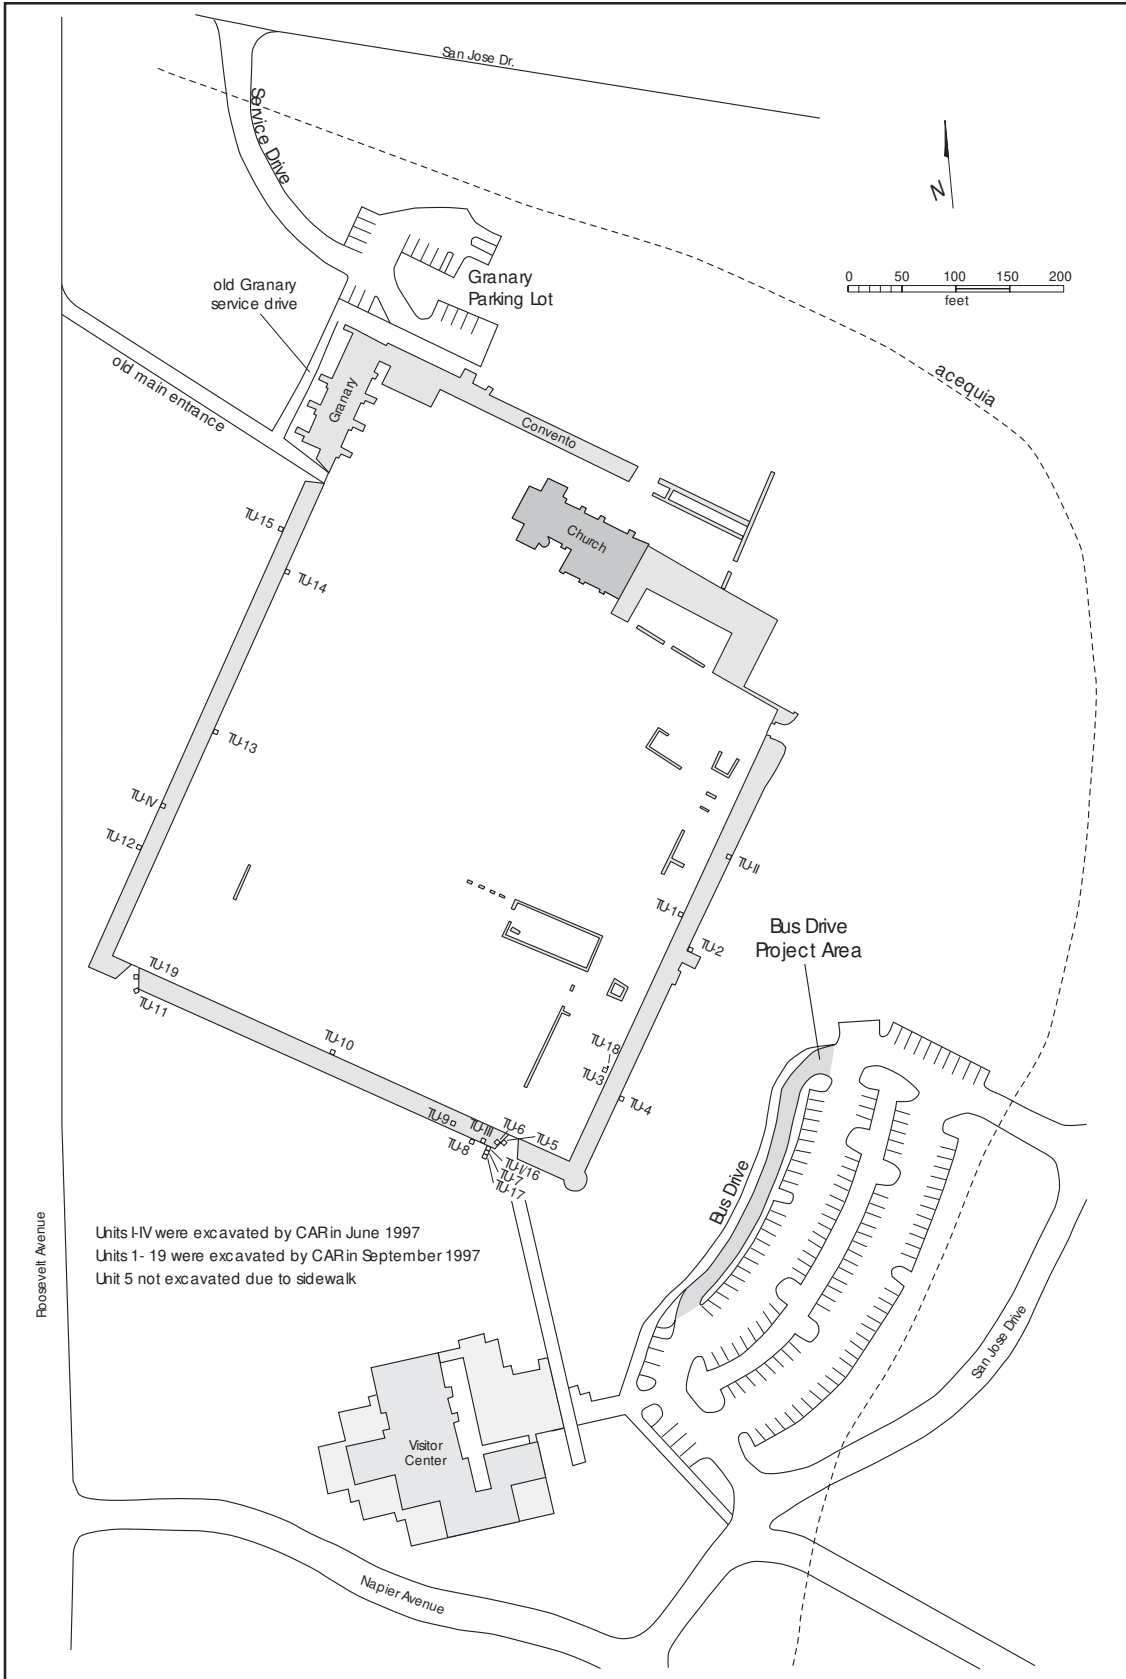 San Jose Dr.
Service Drive
N
0 50 100 150 200
feet
old Granary
service drive
Granary
Parking Lot
old main entrance
acequia
Granary
Convento
Church
TU-15
TU-14
TU-13
TU-IV
TU-12
TU-II
TU-1
TU-2
Bus Drive
Project Area
TU-19
TU-11
TU-10
TU-18
TU-3
TU-4
TU-9
TU-III
TU-6
TU-5
TU-8
TU-I/16
TU-7
TU-17
Bus Drive
Units I-IV were excavated by CAR in June 1997
Units 1- 19 were excavated by CAR in September 1997
Unit 5 not excavated due to sidewalk
Roosevelt Avenue
San Jose Drive
Visitor
Center
Napier Avenue